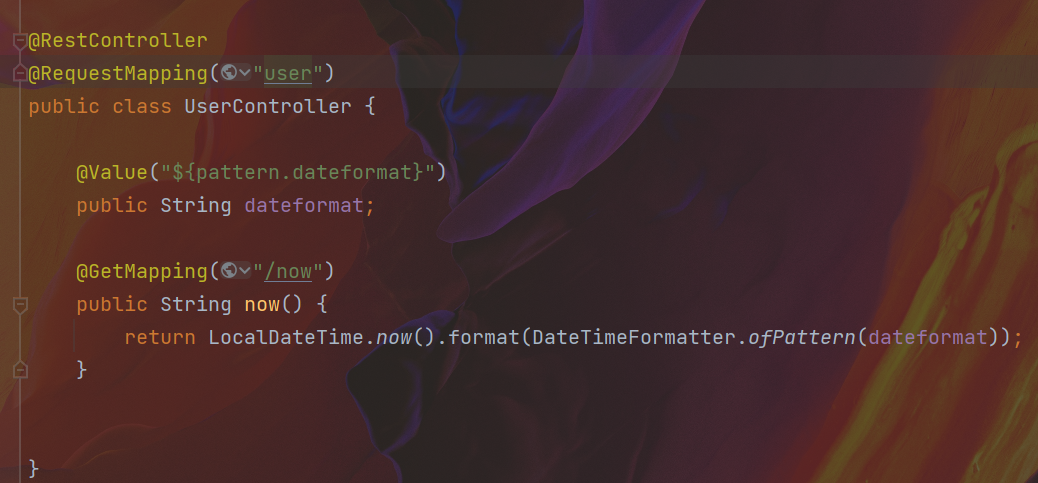 @RestController
@RequestMapping("user")
public class UserController {
@Value("${pattern.dateformat}")
public String dateformat;
@GetMapping("/now")
public String now() {
return LocalDateTime.now().format(DateTimeFormatter.ofPattern(dateformat));
}
}